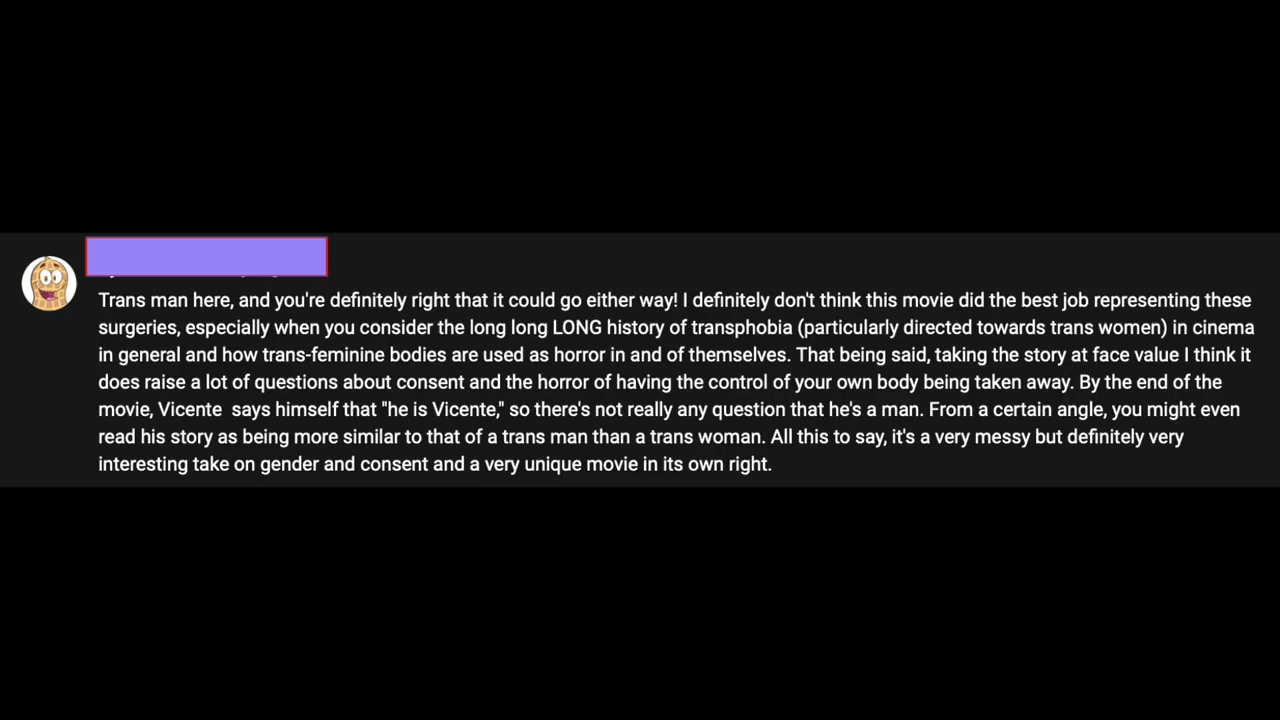 Trans man here, and you're definitely right that it could go either way! I definitely don't think this movie did the best job representing these
surgeries, especially when you consider the long long LONG history of transphobia (particularly directed towards trans women) in cinema
in general and how trans-feminine bodies are used as horror in and of themselves. That being said, taking the story at face value I think it
does raise a lot of questions about consent and the horror of having the control of your own body being taken away. By the end of the
movie, Vicente  says himself that "he is Vicente," so there's not really any question that he's a man. From a certain angle, you might even
read his story as being more similar to that of a trans man than a trans woman. All this to say, it's a very messy but definitely very
interesting take on gender and consent and a very unique movie in its own right.